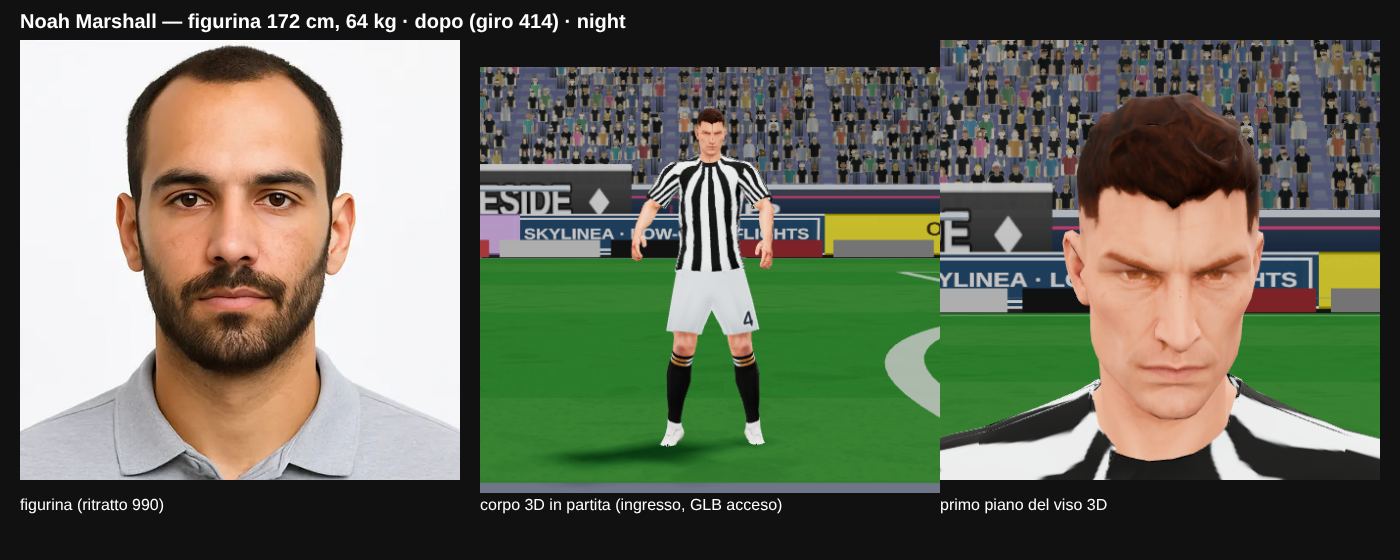 Noah Marshall — figurina 172 cm, 64 kg · dopo (giro 414) · night
ESIDE
SKYLINEA · LOW-C FLIGHTS
O
4
E
YLINEA · L HTS
figurina (ritratto 990)
corpo 3D in partita (ingresso, GLB acceso)
primo piano del viso 3D